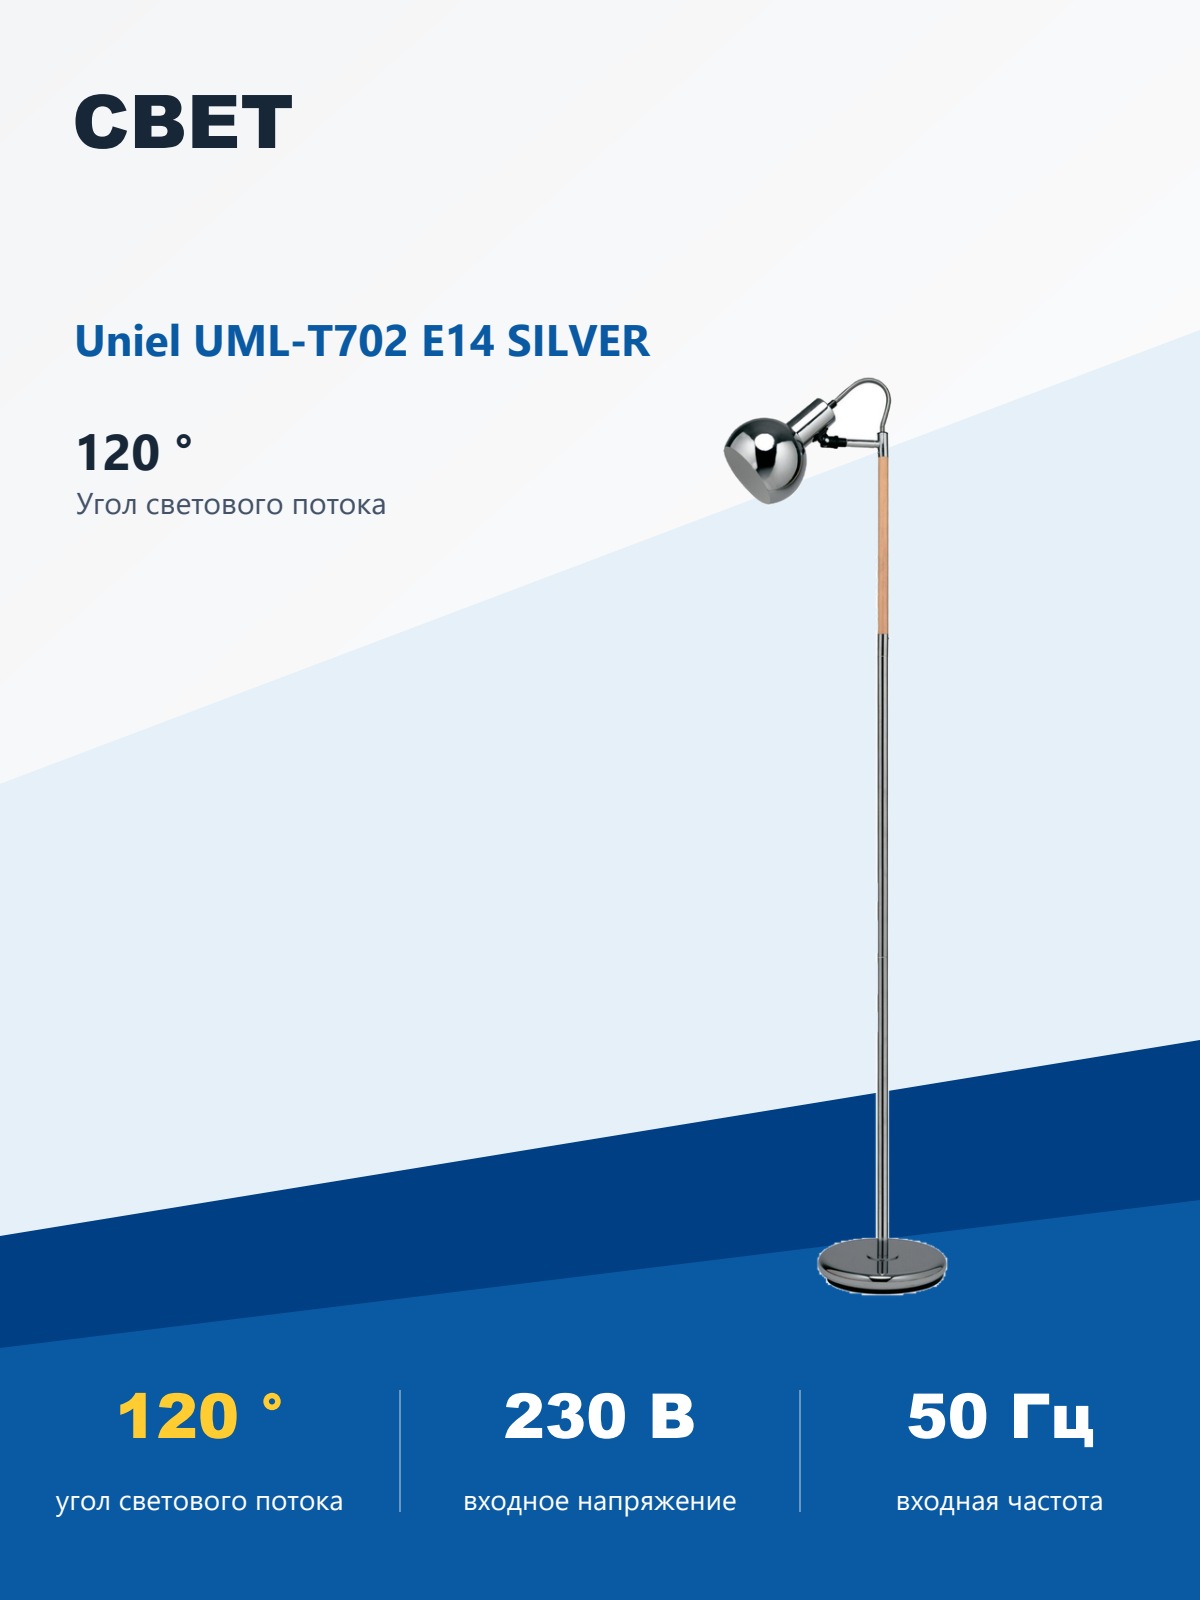 СВЕТ
Uniel UML-T702 E14 SILVER
120 °
Угол светового потока
120 °
угол светового потока
230 В
входное напряжение
50 Гц
входная частота